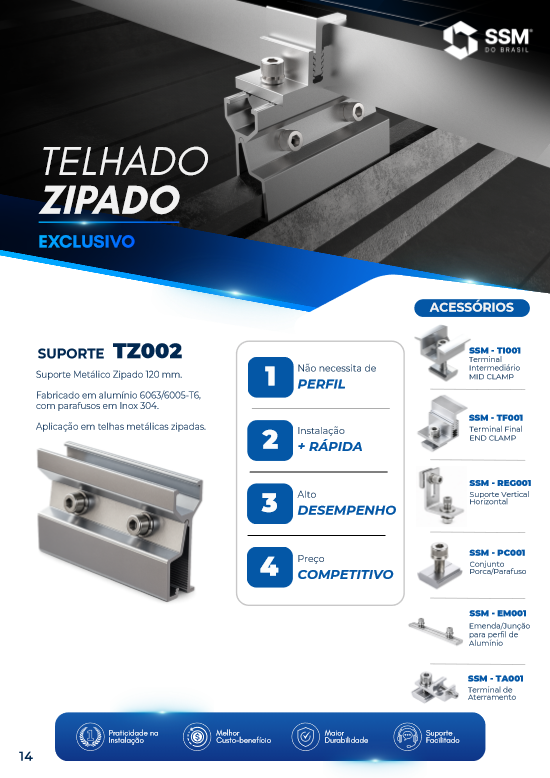 SSM
DO BRASIL
TELHADO
ZIPADO
EXCLUSIVO
ACESSÓRIOS
SUPORTE TZ002
Suporte Metálico Zipado 120 mm.
Fabricado em alumínio 6063/6005-T6,
com parafusos em Inox 304.
Aplicação em telhas metálicas zipadas.
1
Não necessita de
PERFIL
2
Instalação
+ RÁPIDA
3
Alto
DESEMPENHO
4
Preço
COMPETITIVO
SSM - TI001
Terminal
Intermediário
MID CLAMP
SSM - TF001
Terminal Final
END CLAMP
SSM - REG001
Suporte Vertical
Horizontal
SSM - PC001
Conjunto
Porca/Parafuso
SSM - EM001
Emenda/Junção
para perfil de
Alumínio
SSM - TA001
Terminal de
Aterramento
Praticidade na
Instalação
Melhor
Custo-benefício
Maior
Durabilidade
Suporte
Facilitado
14